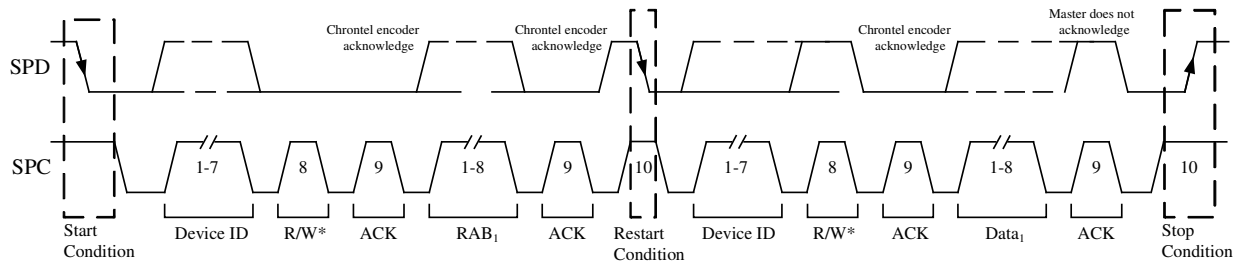 Chrontel encoder
acknowledge
Chrontel encoder
acknowledge
Chrontel encoder
acknowledge
Master does not
acknowledge
SPD
SPC
1-7
8
9
1-8
9
10
1-7
8
9
1-8
9
10
Start
Condition
Device ID
R/W*
ACK
RAB₁
ACK
Restart
Condition
Device ID
R/W*
ACK
Data₁
ACK
Stop
Condition